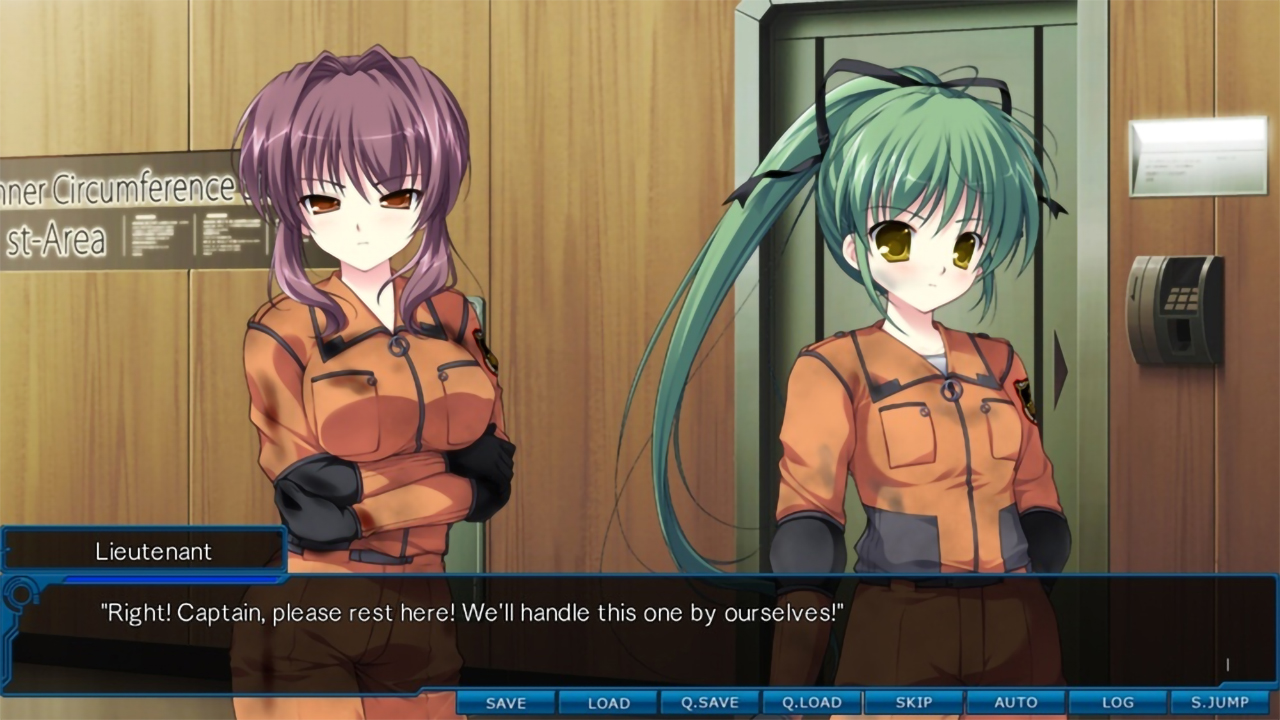 nner Circumference
st-Area
Lieutenant
"Right! Captain, please rest here! We'll handle this one by ourselves!"
SAVE LOAD Q.SAVE Q.LOAD SKIP AUTO LOG S.JUMP